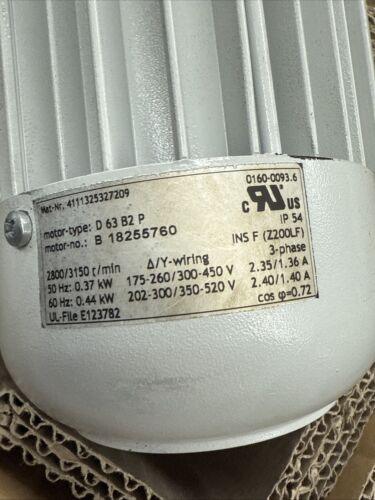 Mat-Nr. 4111325327209
0160-0093.6
motor-type: D 63 B2 P
C RU US
motor-no.: B 18255760
IP 54
INS F (Z200LF)
2800/3150 r/min Δ/Y-wiring 3-phase
50 Hz: 0.37 kW 175-260/300-450 V 2.35/1.36 A
60 Hz: 0.44 kW 202-300/350-520 V 2.40/1.40 A
UL-File E123782 cos φ=0.72